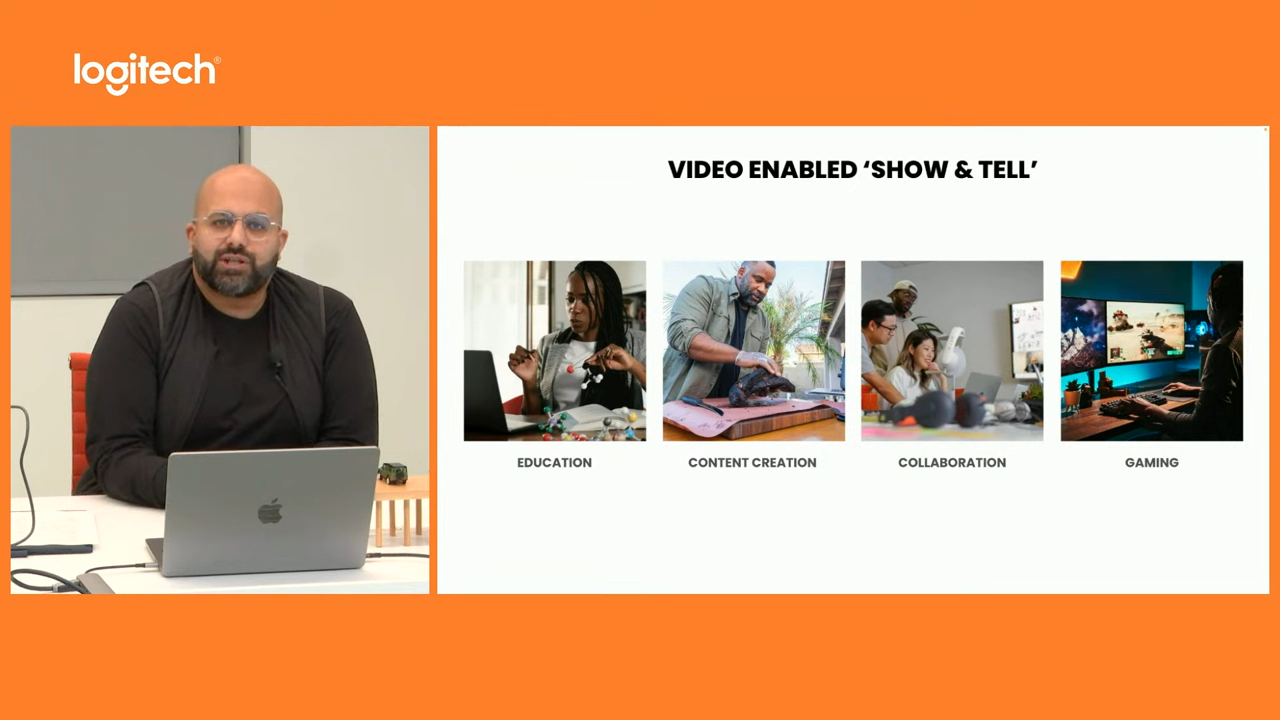 logitech®
VIDEO ENABLED ‘SHOW & TELL’
EDUCATION
CONTENT CREATION
COLLABORATION
GAMING